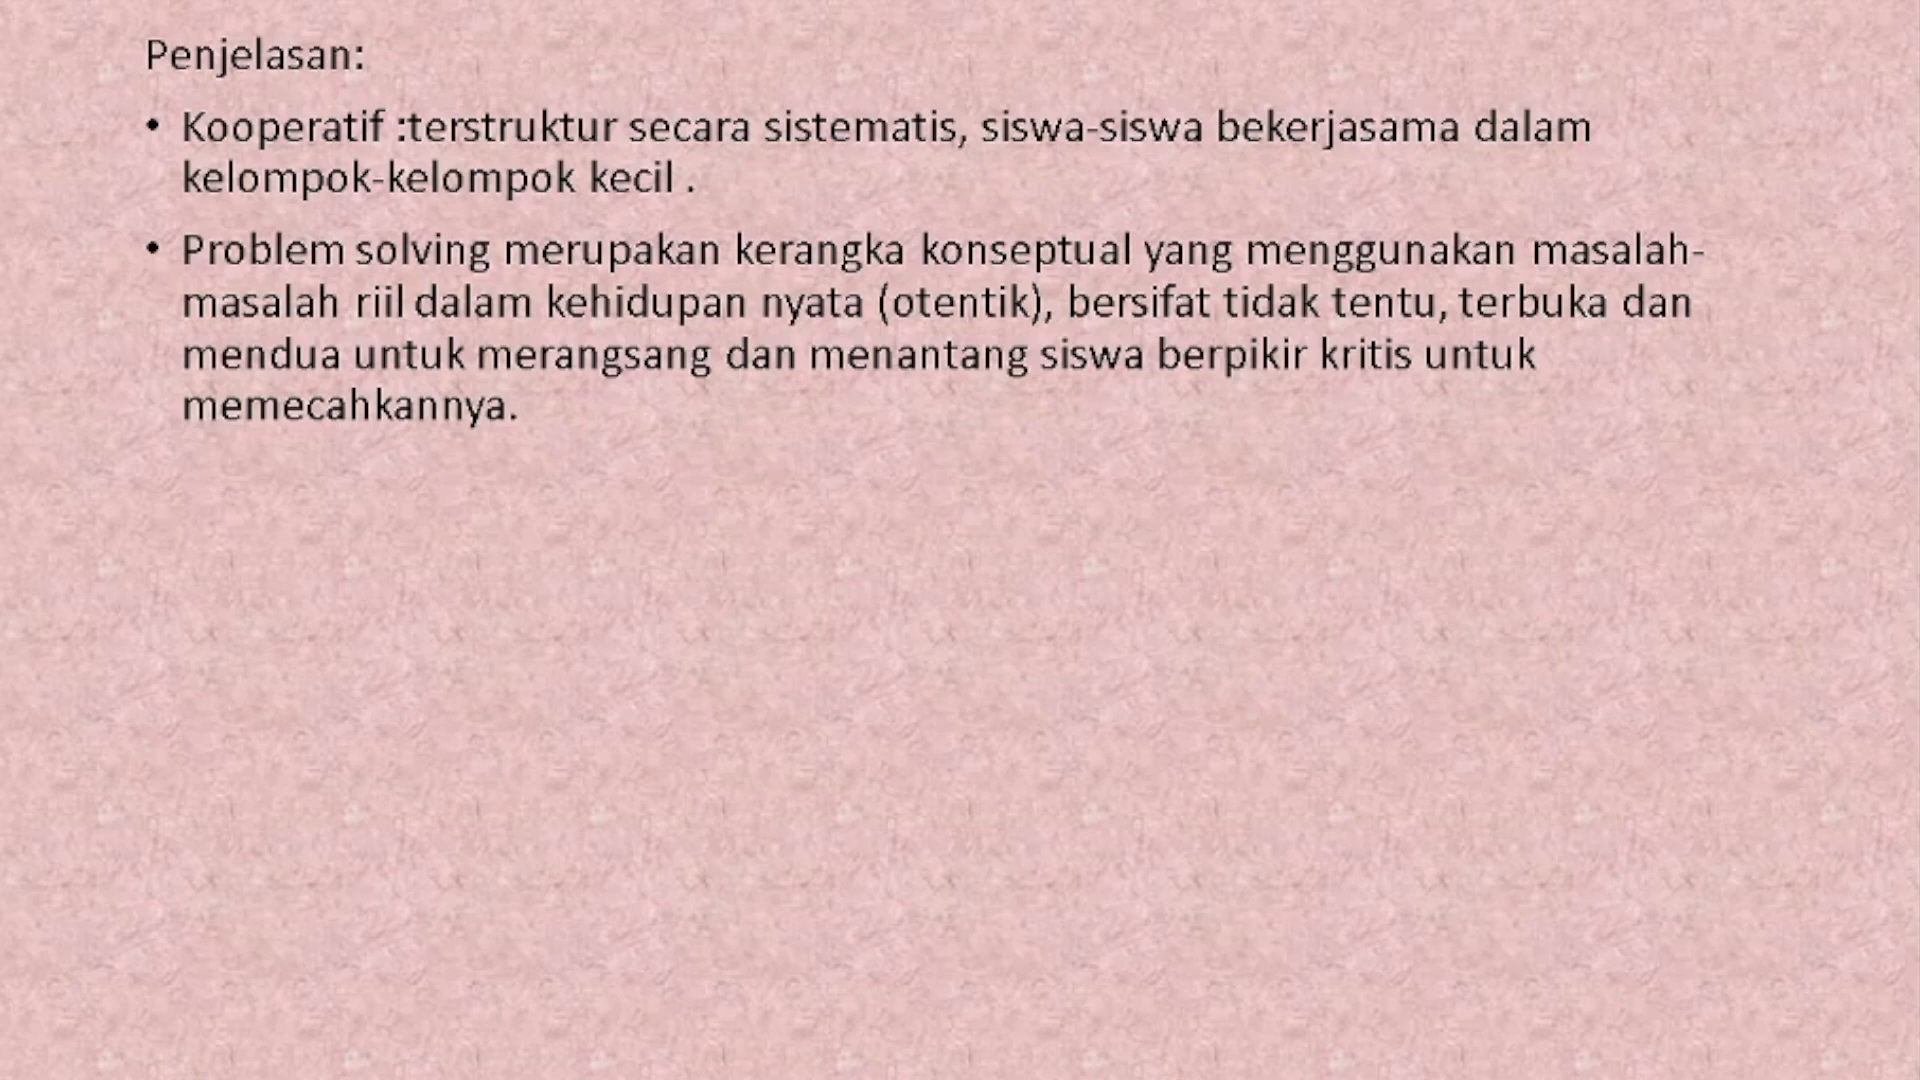 Penjelasan:
• Kooperatif :terstruktur secara sistematis, siswa-siswa bekerjasama dalam
kelompok-kelompok kecil .
• Problem solving merupakan kerangka konseptual yang menggunakan masalah-
masalah riil dalam kehidupan nyata (otentik), bersifat tidak tentu, terbuka dan
mendua untuk merangsang dan menantang siswa berpikir kritis untuk
memecahkannya.